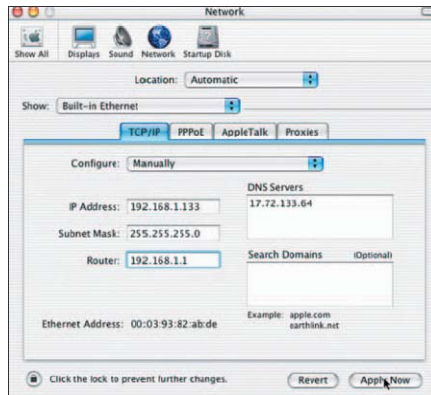 Network
Show All Displays Sound Network Startup Disk
Location: Automatic
Show: Built-in Ethernet
TCP/IP PPPoE AppleTalk Proxies
Configure: Manually
DNS Servers
IP Address: 192.168.1.133 17.72.133.64
Subnet Mask: 255.255.255.0
Router: 192.168.1.1 Search Domains (Optional)
Ethernet Address: 00:03:93:82:ab:de Example: apple.com
earthlink.net
Click the lock to prevent further changes. Revert Apply Now